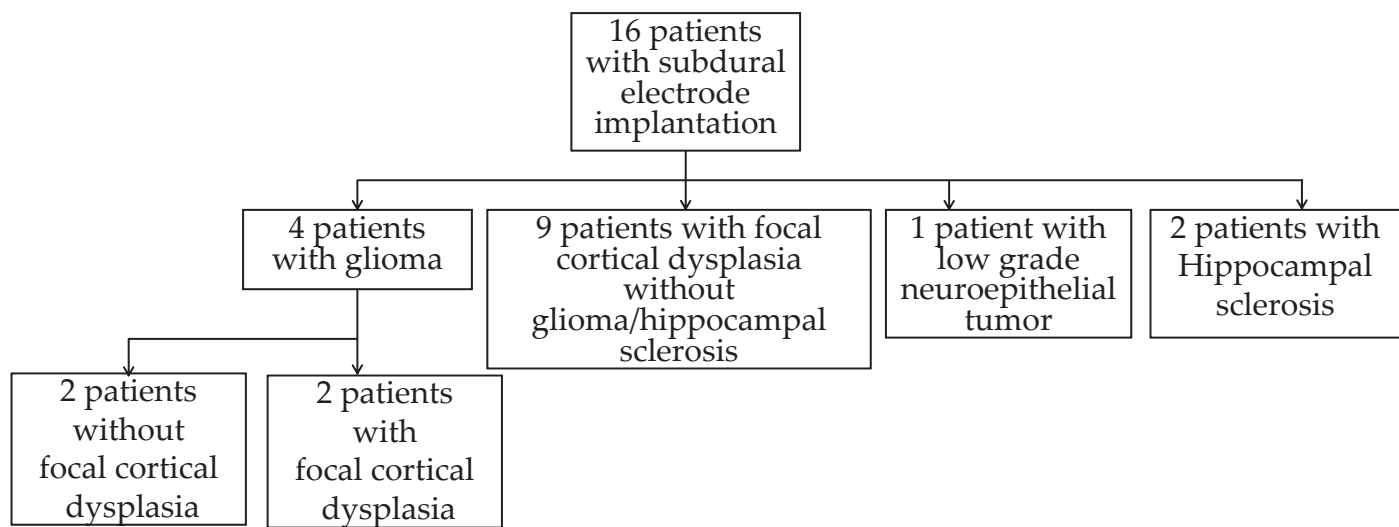 16 patients
with subdural
electrode
implantation
4 patients
with glioma
9 patients with focal
cortical dysplasia
without
glioma/hippocampal
sclerosis
1 patient with
low grade
neuroepithelial
tumor
2 patients with
Hippocampal
sclerosis
2 patients
without
focal cortical
dysplasia
2 patients
with
focal cortical
dysplasia